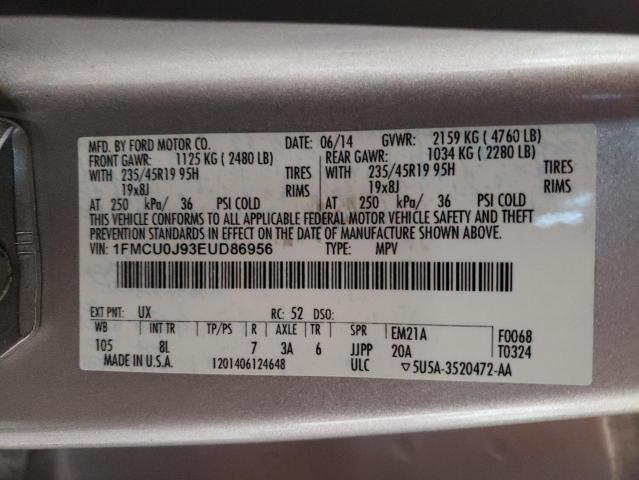 MFD. BY FORD MOTOR CO. DATE: 06/14 GVWR: 2159 KG ( 4760 LB)
FRONT GAWR: 1125 KG ( 2480 LB) REAR GAWR: 1034 KG ( 2280 LB)
WITH 235/45R19 95H TIRES WITH 235/45R19 95H TIRES
19x8J RIMS 19x8J RIMS
AT 250 kPa/ 36 PSI COLD AT 250 kPa/ 36 PSI COLD
THIS VEHICLE CONFORMS TO ALL APPLICABLE FEDERAL MOTOR VEHICLE SAFETY AND THEFT
PREVENTION STANDARDS IN EFFECT ON THE DATE OF MANUFACTURE SHOWN ABOVE.
VIN: 1FMCU0J93EUD86956 TYPE: MPV
EXT PNT: UX RC: 52 DSO:
WB INT TR TP/PS R AXLE TR SPR EM21A F0068
105 8L 7 3A 6 JJPP 20A T0324
MADE IN U.S.A. 1201406124648 ULC ▽5U5A-3520472-AA